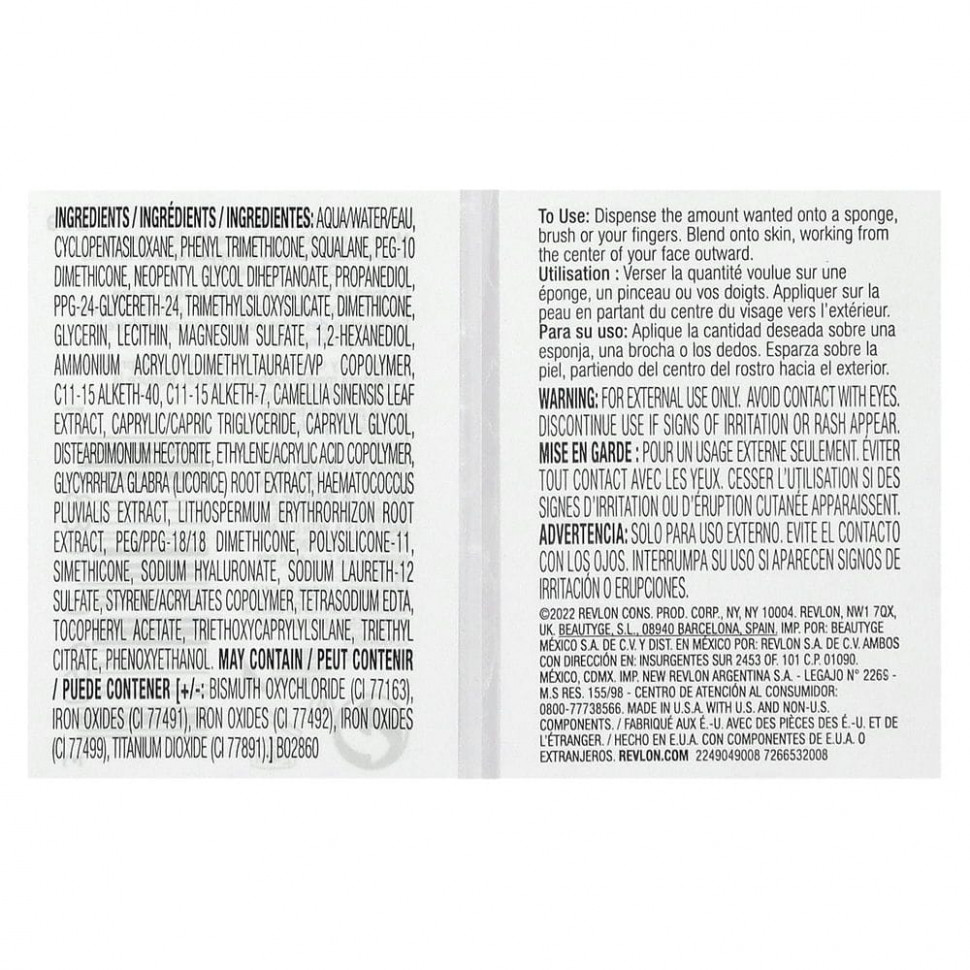 INGREDIENTS / INGRÉDIENTS / INGREDIENTES: AQUA/WATER/EAU,
CYCLOPENTASILOXANE, PHENYL TRIMETHICONE, SQUALANE, PEG-10
DIMETHICONE, NEOPENTYL GLYCOL DIHEPTANOATE, PROPANEDIOL,
PPG-24-GLYCERETH-24, TRIMETHYLSILOXYSILICATE, DIMETHICONE,
GLYCERIN, LECITHIN, MAGNESIUM SULFATE, 1,2-HEXANEDIOL,
AMMONIUM ACRYLOYLDIMETHYLTAURATE/VP COPOLYMER,
C11-15 ALKETH-40, C11-15 ALKETH-7, CAMELLIA SINENSIS LEAF
EXTRACT, CAPRYLIC/CAPRIC TRIGLYCERIDE, CAPRYLYL GLYCOL,
DISTEARDIMONIUM HECTORITE, ETHYLENE/ACRYLIC ACID COPOLYMER,
GLYCYRRHIZA GLABRA (LICORICE) ROOT EXTRACT, HAEMATOCOCCUS
PLUVIALIS EXTRACT, LITHOSPERMUM ERYTHRORHIZON ROOT
EXTRACT, PEG/PPG-18/18 DIMETHICONE, POLYSILICONE-11,
SIMETHICONE, SODIUM HYALURONATE, SODIUM LAURETH-12
SULFATE, STYRENE/ACRYLATES COPOLYMER, TETRASODIUM EDTA,
TOCOPHERYL ACETATE, TRIETHOXYCAPRYLYLSILANE, TRIETHYL
CITRATE, PHENOXYETHANOL. MAY CONTAIN / PEUT CONTENIR
/ PUEDE CONTENER [+/-: BISMUTH OXYCHLORIDE (CI 77163),
IRON OXIDES (CI 77491), IRON OXIDES (CI 77492), IRON OXIDES
(CI 77499), TITANIUM DIOXIDE (CI 77891).] B02860
To Use: Dispense the amount wanted onto a sponge,
brush or your fingers. Blend onto skin, working from
the center of your face outward.
Utilisation : Verser la quantité voulue sur une
éponge, un pinceau ou vos doigts. Appliquer sur la
peau en partant du centre du visage vers l'extérieur.
Para su uso: Aplique la cantidad deseada sobre una
esponja, una brocha o los dedos. Esparza sobre la
piel, partiendo del centro del rostro hacia el exterior.
WARNING: FOR EXTERNAL USE ONLY. AVOID CONTACT WITH EYES.
DISCONTINUE USE IF SIGNS OF IRRITATION OR RASH APPEAR.
MISE EN GARDE : POUR UN USAGE EXTERNE SEULEMENT. ÉVITER
TOUT CONTACT AVEC LES YEUX. CESSER L'UTILISATION SI DES
SIGNES D'IRRITATION OU D'ÉRUPTION CUTANÉE APPARAISSENT.
ADVERTENCIA: SOLO PARA USO EXTERNO. EVITE EL CONTACTO
CON LOS OJOS. INTERRUMPA SU USO SI APARECEN SIGNOS DE
IRRITACIÓN O ERUPCIONES.
©2022 REVLON CONS. PROD. CORP., NY, NY 10004. REVLON, NW1 7QX,
UK. BEAUTYGE, S.L., 08940 BARCELONA, SPAIN, IMP. POR: BEAUTYGE
MÉXICO S.A. DE C.V. Y DIST. EN MÉXICO POR: REVLON S.A. DE C.V. AMBOS
CON DIRECCIÓN EN: INSURGENTES SUR 2453 OF. 101 C.P. 01090.
MÉXICO, CDMX. IMP. NEW REVLON ARGENTINA S.A. - LEGAJO N° 2265 -
M.S RES. 155/98 - CENTRO DE ATENCIÓN AL CONSUMIDOR:
0800-77738566. MADE IN U.S.A. WITH U.S. AND NON-U.S.
COMPONENTS. / FABRIQUÉ AUX É.-U. AVEC DES PIÈCES DES É.-U. ET DE
L'ÉTRANGER. / HECHO EN E.U.A. CON COMPONENTES DE E.U.A. O
EXTRANJEROS. REVLON.COM 2249049008 7266532008